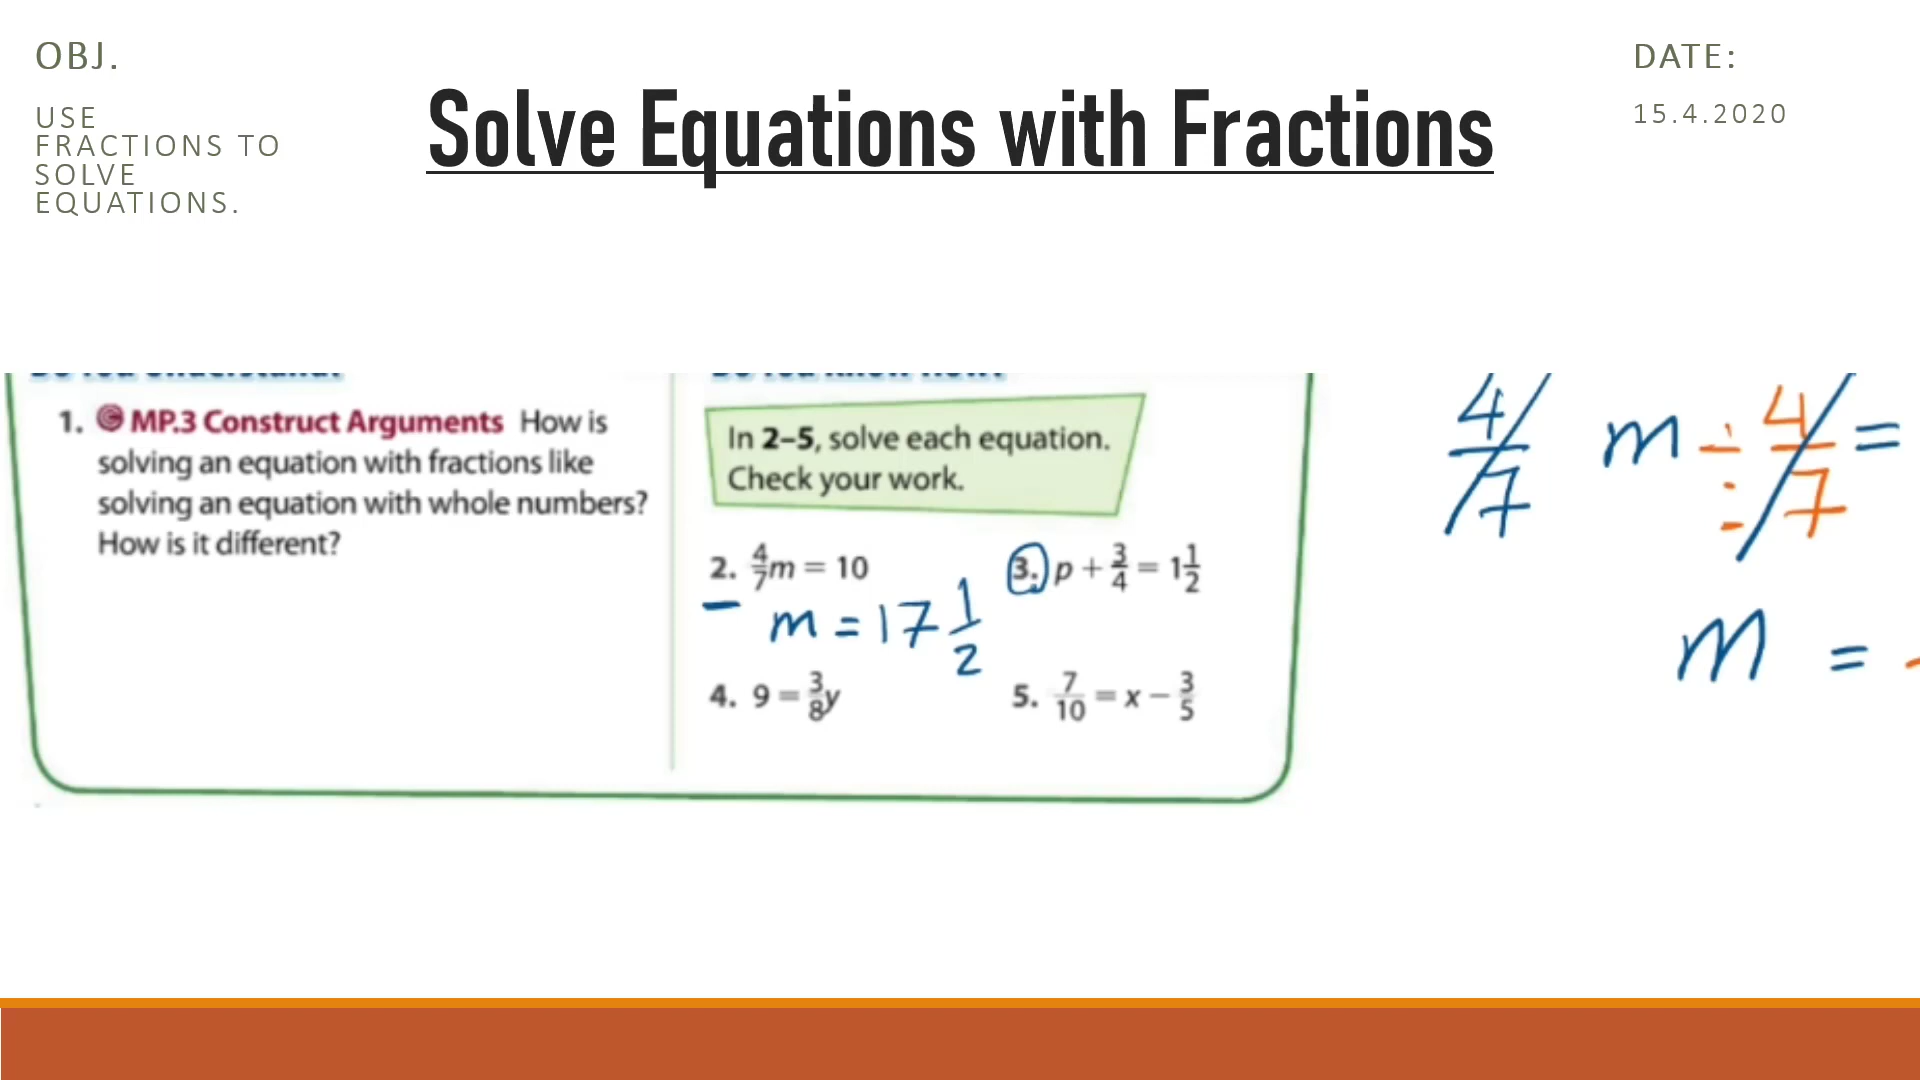 OBJ.
USE
FRACTIONS TO
SOLVE
EQUATIONS.
Solve Equations with Fractions
DATE:
15.4.2020
1. MP.3 Construct Arguments How is
solving an equation with fractions like
solving an equation with whole numbers?
How is it different?
In 2–5, solve each equation.
Check your work.
2. 4/7 m = 10
m = 17 1/2
3. p + 3/4 = 1 1/2
4. 9 = 3/8 y
5. 7/10 = x − 3/5
4/7 m ÷ 4/7 =
m =